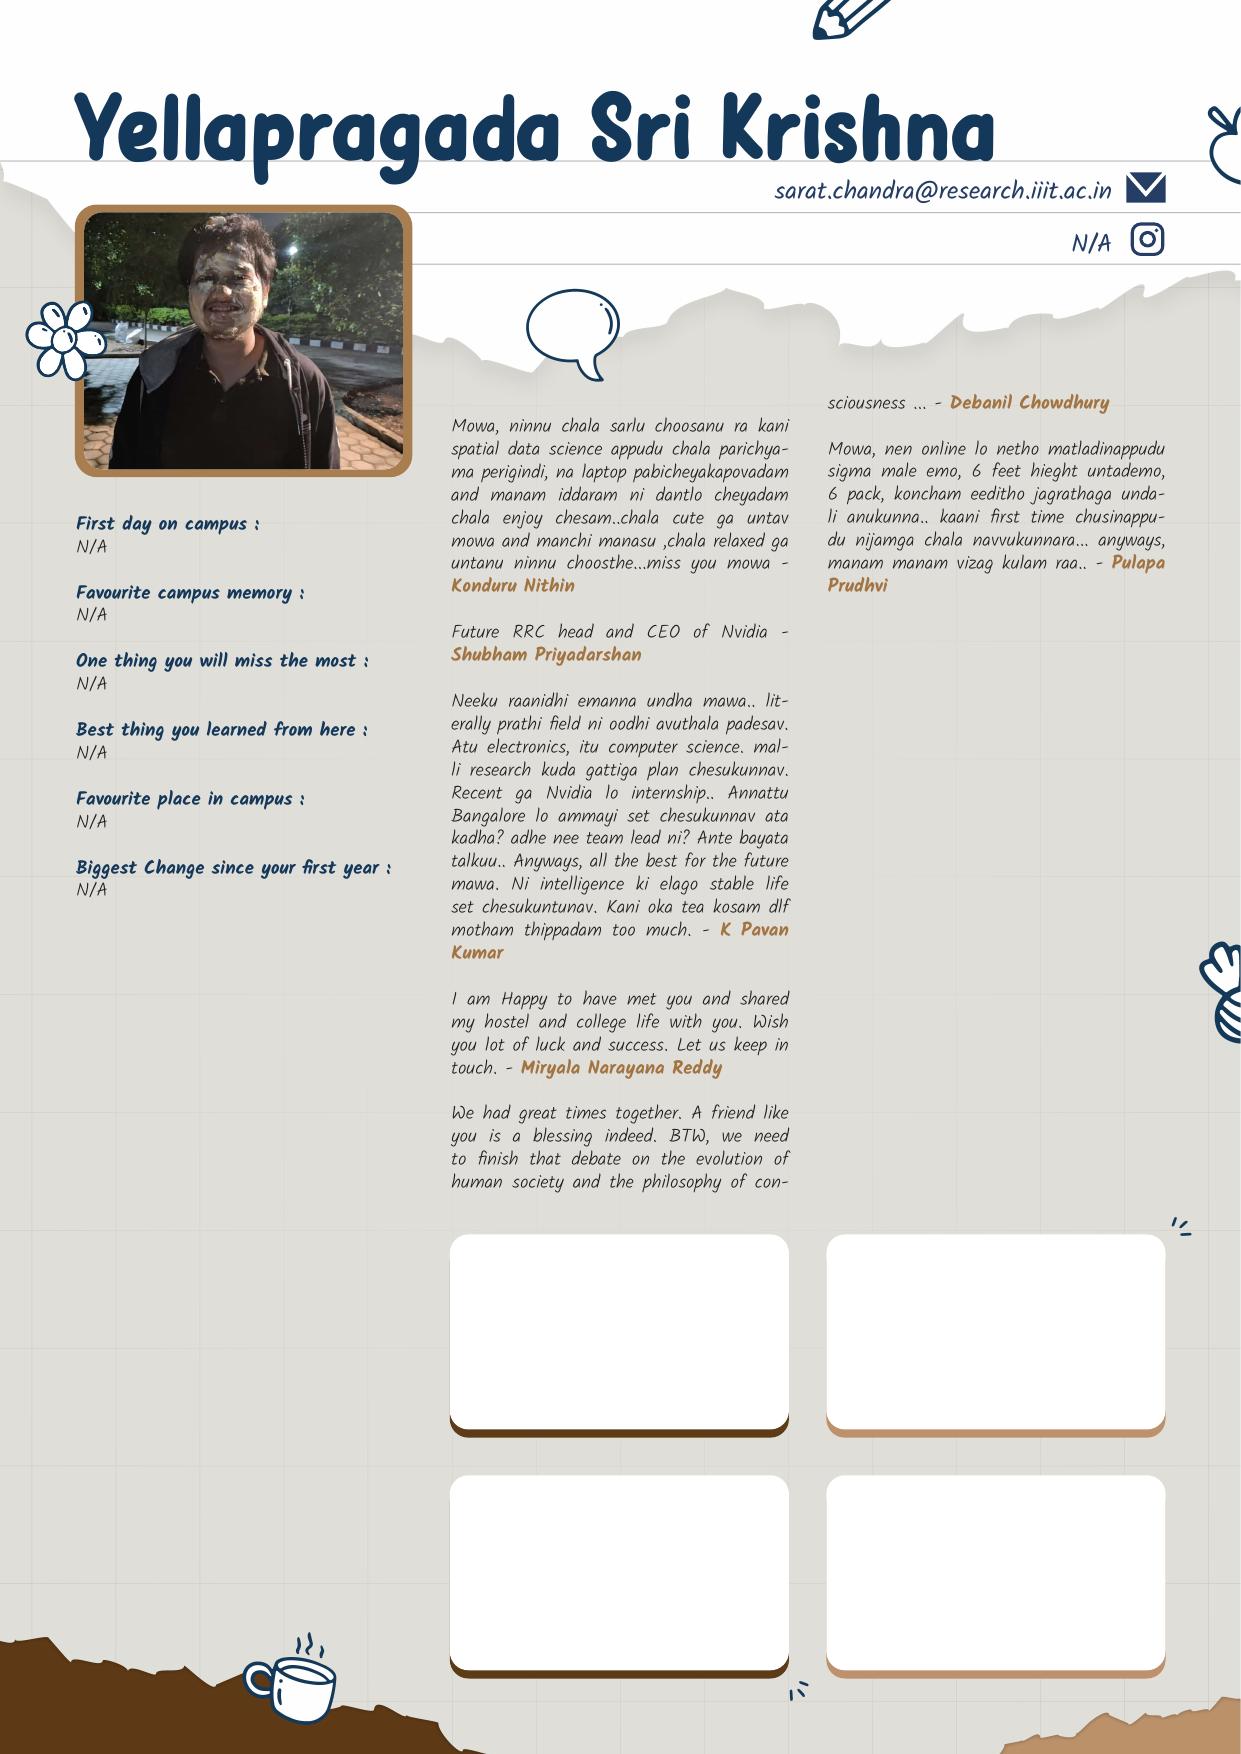 Yellapragada Sri Krishna
sarat.chandra@research.iiit.ac.in
N/A
First day on campus :
N/A
Favourite campus memory :
N/A
One thing you will miss the most :
N/A
Best thing you learned from here :
N/A
Favourite place in campus :
N/A
Biggest Change since your first year :
N/A
Mowa, ninnu chala sarlu choosanu ra kani
spatial data science appudu chala parichya-
ma perigindi, na laptop pabicheyakapovadam
and manam iddaram ni dantlo cheyadam
chala enjoy chesam..chala cute ga untav
mowa and manchi manasu ,chala relaxed ga
untanu ninnu choosthe...miss you mowa -
Konduru Nithin
Future RRC head and CEO of Nvidia -
Shubham Priyadarshan
Neeku raanidhi emanna undha mawa.. lit-
erally prathi field ni oodhi avuthala padesav.
Atu electronics, itu computer science. mal-
li research kuda gattiga plan chesukunnav.
Recent ga Nvidia lo internship.. Annattu
Bangalore lo ammayi set chesukunnav ata
kadha? adhe nee team lead ni? Ante bayata
talkuu.. Anyways, all the best for the future
mawa. Ni intelligence ki elago stable life
set chesukuntunav. Kani oka tea kosam dlf
motham thippadam too much. - K Pavan
Kumar
I am Happy to have met you and shared
my hostel and college life with you. Wish
you lot of luck and success. Let us keep in
touch. - Miryala Narayana Reddy
We had great times together. A friend like
you is a blessing indeed. BTW, we need
to finish that debate on the evolution of
human society and the philosophy of con-
sciousness ... - Debanil Chowdhury
Mowa, nen online lo netho matladinappudu
sigma male emo, 6 feet hieght untademo,
6 pack, koncham eeditho jagrathaga unda-
li anukunna.. kaani first time chusinappu-
du nijamga chala navvukunnara... anyways,
manam manam vizag kulam raa.. - Pulapa
Prudhvi